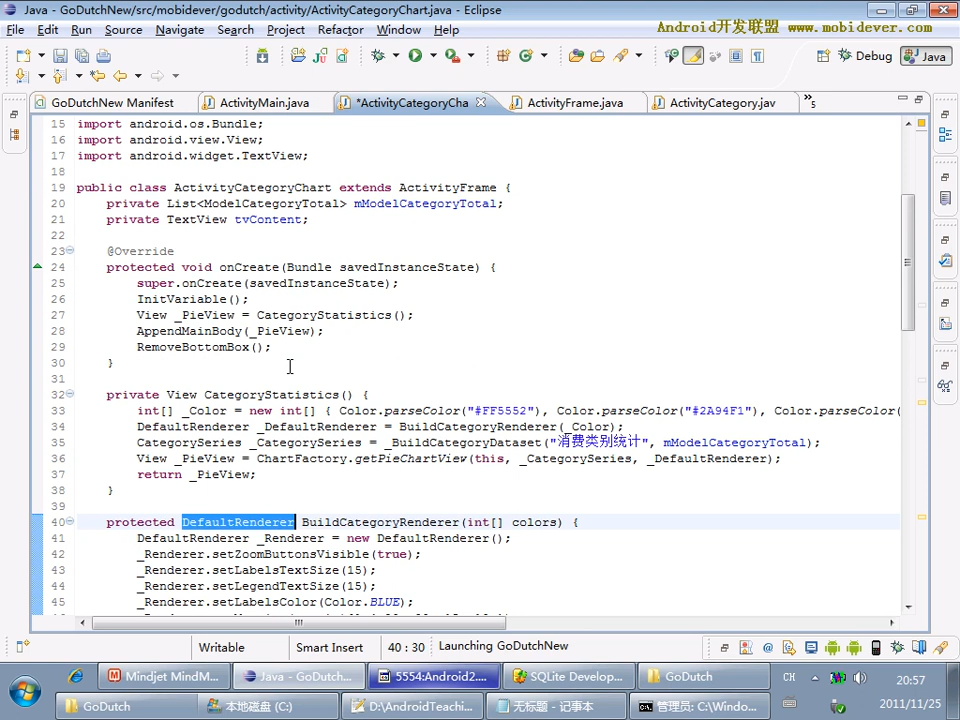 Java - GoDutchNew/src/mobidever/godutch/activity/ActivityCategoryChart.java - Eclipse
File Edit Run Source Navigate Search Project Refactor Window Help
Android开发联盟 www.mobidever.com
Debug Java
GoDutchNew Manifest ActivityMain.java *ActivityCategoryCha ActivityFrame.java ActivityCategory.jav »5
15 import android.os.Bundle;
16 import android.view.View;
17 import android.widget.TextView;
18
19 public class ActivityCategoryChart extends ActivityFrame {
20 private List<ModelCategoryTotal> mModelCategoryTotal;
21 private TextView tvContent;
22
23 @Override
24 protected void onCreate(Bundle savedInstanceState) {
25 super.onCreate(savedInstanceState);
26 InitVariable();
27 View _PieView = CategoryStatistics();
28 AppendMainBody(_PieView);
29 RemoveBottomBox();
30 }
31
32 private View CategoryStatistics() {
33 int[] _Color = new int[] { Color.parseColor("#FF5552"), Color.parseColor("#2A94F1"), Color.parseColor(
34 DefaultRenderer _DefaultRenderer = BuildCategoryRenderer(_Color);
35 CategorySeries _CategorySeries = _BuildCategoryDataset("消费类别统计", mModelCategoryTotal);
36 View _PieView = ChartFactory.getPieChartView(this, _CategorySeries, _DefaultRenderer);
37 return _PieView;
38 }
39
40 protected DefaultRenderer BuildCategoryRenderer(int[] colors) {
41 DefaultRenderer _Renderer = new DefaultRenderer();
42 _Renderer.setZoomButtonsVisible(true);
43 _Renderer.setLabelsTextSize(15);
44 _Renderer.setLegendTextSize(15);
45 _Renderer.setLabelsColor(Color.BLUE);
Writable Smart Insert 40 : 30 Launching GoDutchNew
Mindjet MindM... Java - GoDutch... 5554:Android2.... SQLite Develop... GoDutch CH 20:57
GoDutch 本地磁盘 (C:) D:\AndroidTeachi... 无标题 - 记事本 管理员: C:\Window... 2011/11/25